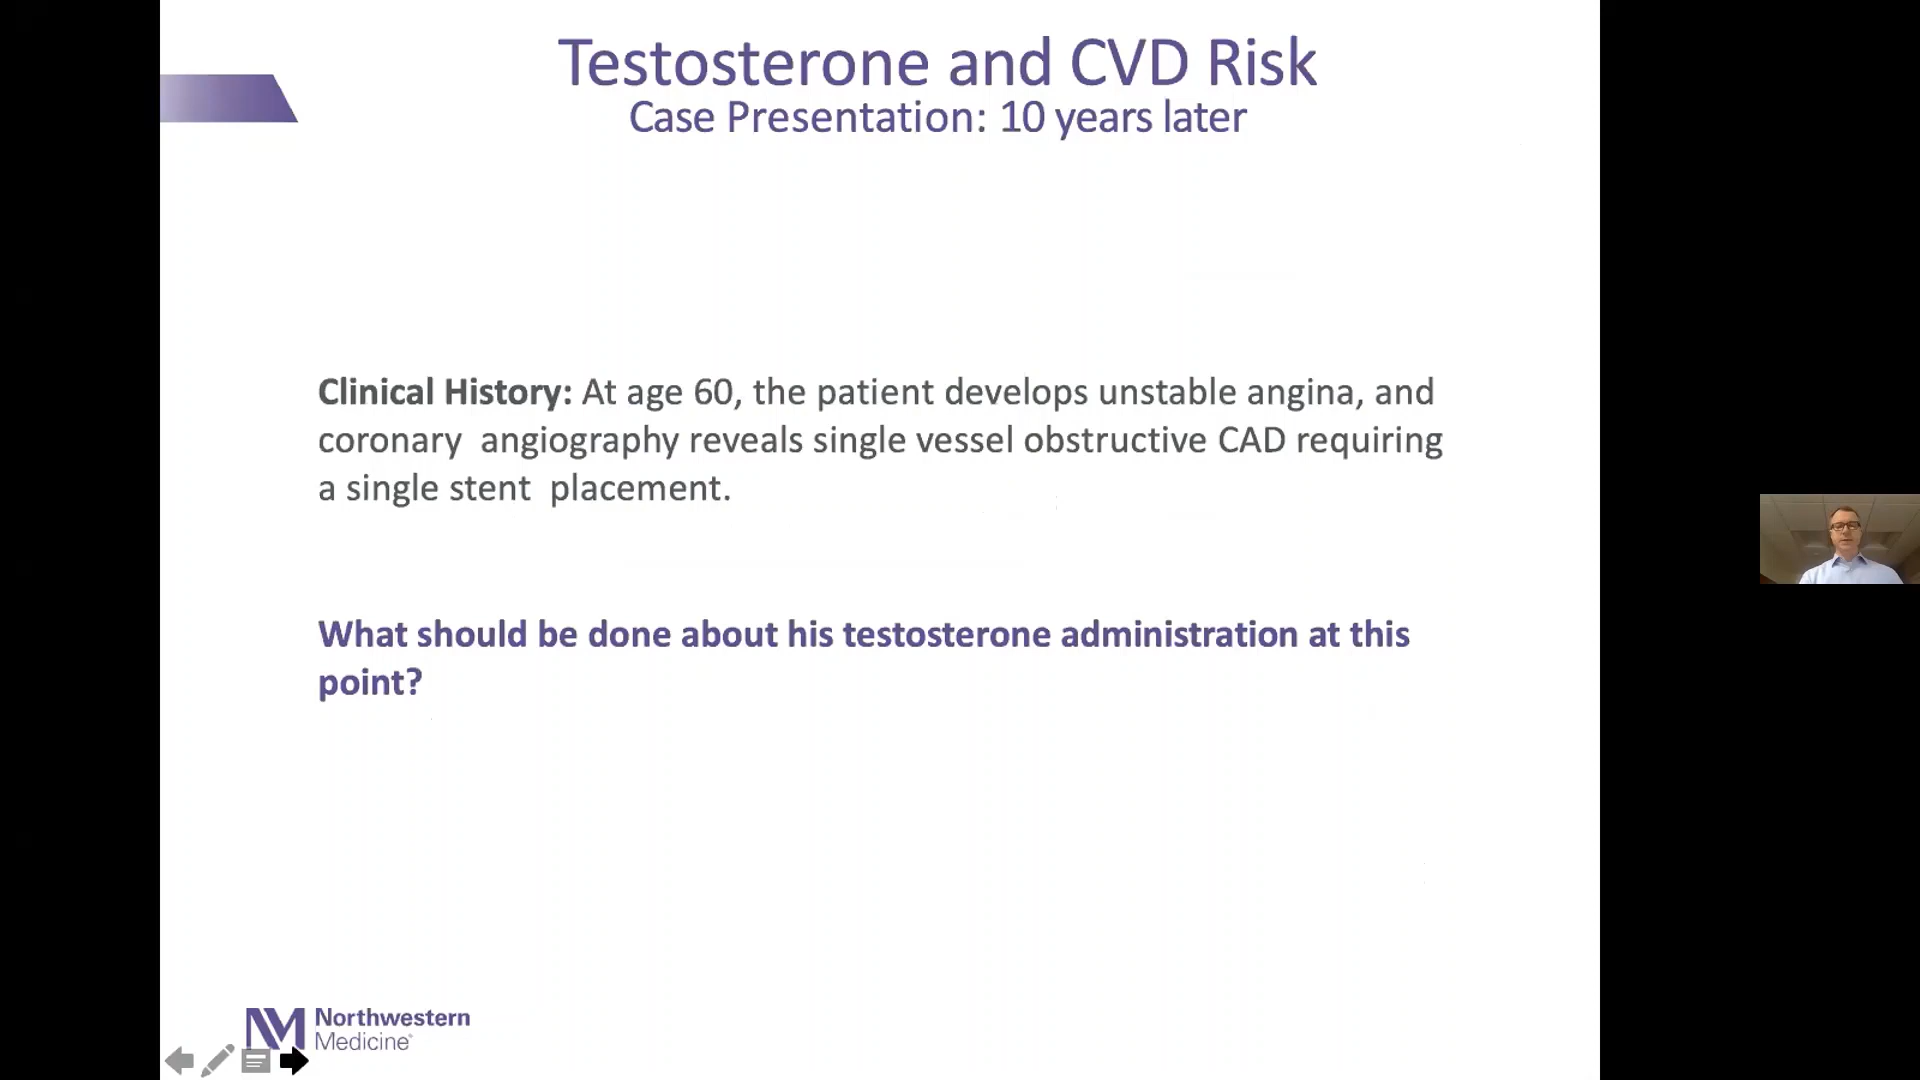 Testosterone and CVD Risk
Case Presentation: 10 years later
Clinical History: At age 60, the patient develops unstable angina, and
coronary angiography reveals single vessel obstructive CAD requiring
a single stent placement.
What should be done about his testosterone administration at this
point?
NM Northwestern
Medicine®